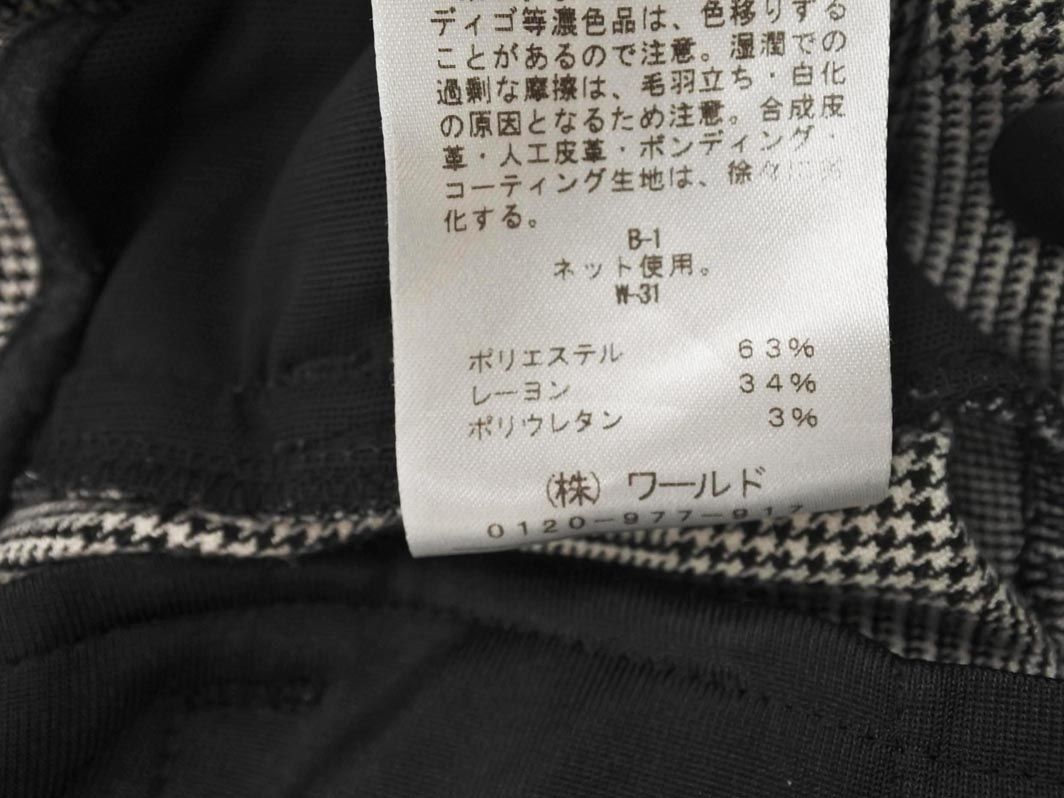 ディゴ等濃色品は、色移りする
ことがあるので注意。湿潤での
過剰な摩擦は、毛羽立ち・白化
の原因となるため注意。合成皮
革・人工皮革・ボンディング・
コーティング生地は、徐々に
化する。
B-1
ネット使用。
W-31
ポリエステル 63%
レーヨン 34%
ポリウレタン 3%
(株) ワールド
0120-977-917